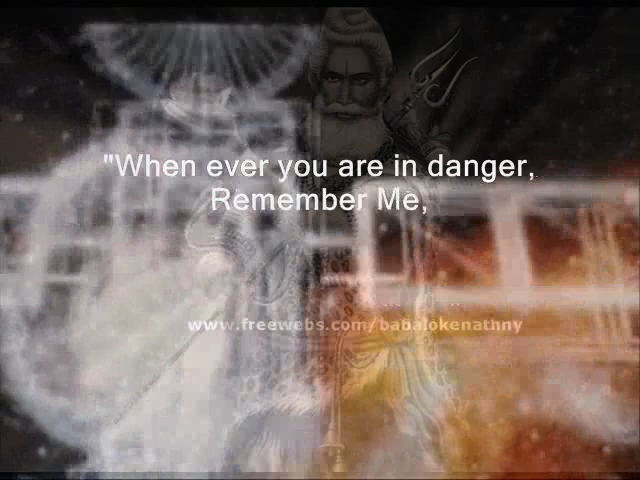 "When ever you are in danger,
Remember Me,
www.freewebs.com/babalokenathny